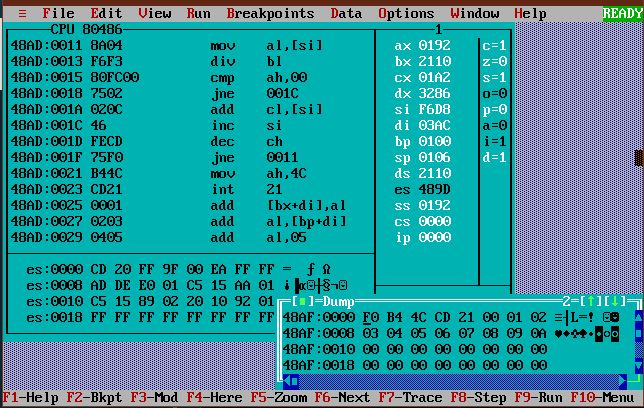 ≡ File Edit View Run Breakpoints Data Options Window Help READY
CPU 80486 1
48AD:0011 8A04 mov al,[si] ax 0192 c=1
48AD:0013 F6F3 div bl bx 2110 z=0
48AD:0015 80FC00 cmp ah,00 cx 01A2 s=1
48AD:0018 7502 jne 001C dx 3286 o=0
48AD:001A 020C add cl,[si] si F6D8 p=0
48AD:001C 46 inc si di 03AC a=0
48AD:001D FECD dec ch bp 0100 i=1
48AD:001F 75F0 jne 0011 sp 0106 d=1
48AD:0021 B44C mov ah,4C ds 2110
48AD:0023 CD21 int 21 es 489D
48AD:0025 0001 add [bx+di],al ss 0192
48AD:0027 0203 add al,[bp+di] cs 0000
48AD:0029 0405 add al,05 ip 0000
es:0000 CD 20 FF 9F 00 EA FF FF = ƒ Ω
es:0008 AD DE E0 01 C5 15 AA 01
es:0010 C5 15 89 02 20 10 92 01
es:0018 FF FF FF FF FF FF FF FF
[■]=Dump 2=[↑][↓]
48AF:0000 F0 B4 4C CD 21 00 01 02 ≡┤L=! ☺☻
48AF:0008 03 04 05 06 07 08 09 0A ♥♦♣♠•◘○◙
48AF:0010 00 00 00 00 00 00 00 00
48AF:0018 00 00 00 00 00 00 00 00
F1-Help F2-Bkpt F3-Mod F4-Here F5-Zoom F6-Next F7-Trace F8-Step F9-Run F10-Menu